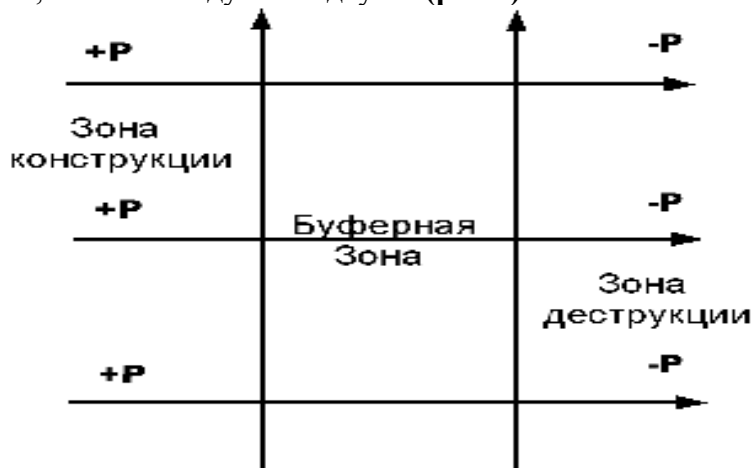 +P -P
Зона
конструкции
+P -P
Буферная
Зона
Зона
деструкции
+P -P